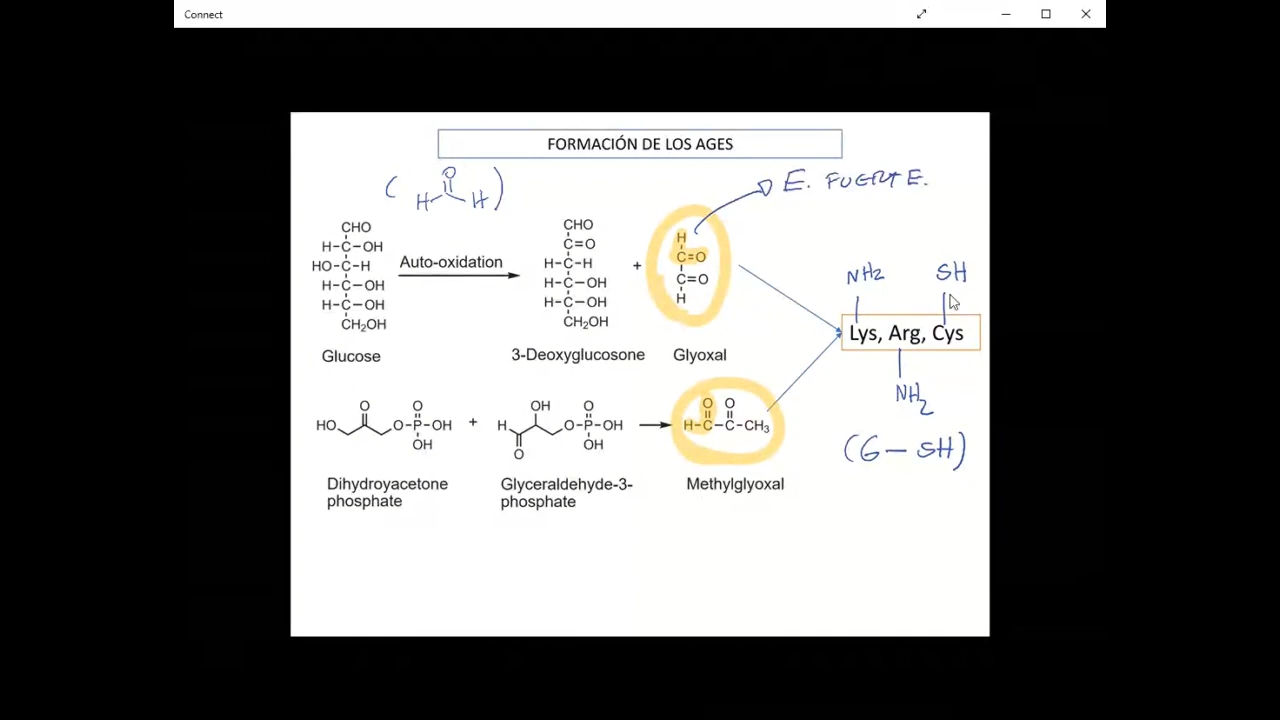 Connect
FORMACIÓN DE LOS AGES
( H O H )
E. FUERTE.
CHO
H-C-OH
HO-C-H
H-C-OH
H-C-OH
CH₂OH
Glucose
Auto-oxidation
CHO
C=O
H-C-H
H-C-OH
H-C-OH
CH₂OH
3-Deoxyglucosone
+
H
C=O
C=O
H
Glyoxal
NH2 SH
Lys, Arg, Cys
NH2
(G-SH)
HO O O-P-OH O OH
Dihydroyacetone
phosphate
+
H O OH O-P-OH O OH
Glyceraldehyde-3-
phosphate
O O
H-C-C-CH₃
Methylglyoxal